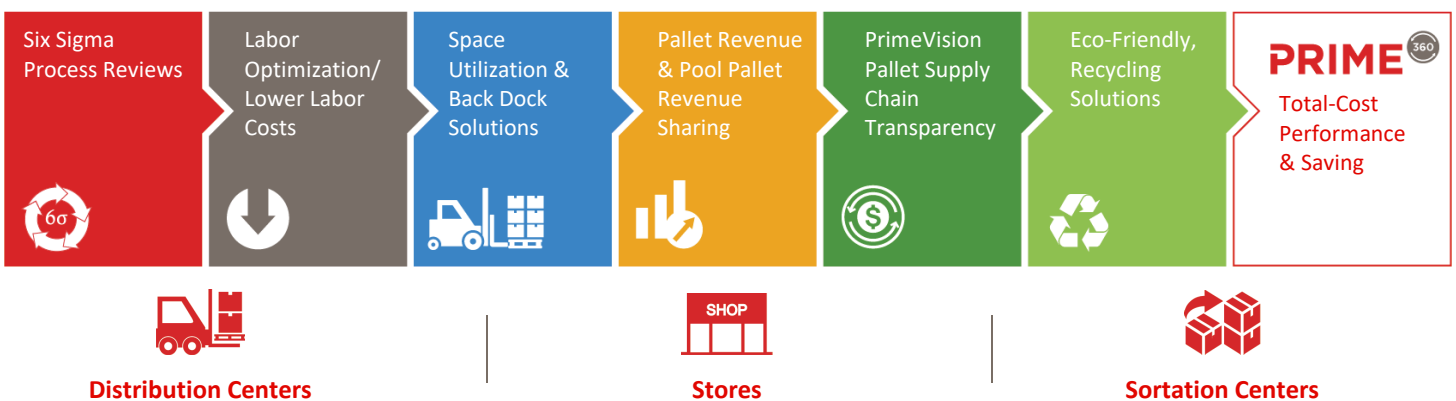 Six Sigma
Process Reviews
6σ
Labor
Optimization/
Lower Labor
Costs
Space
Utilization &
Back Dock
Solutions
Pallet Revenue
& Pool Pallet
Revenue
Sharing
PrimeVision
Pallet Supply
Chain
Transparency
$
Eco-Friendly,
Recycling
Solutions
PRIME 360
Total-Cost
Performance
& Saving
Distribution Centers
SHOP
Stores
Sortation Centers